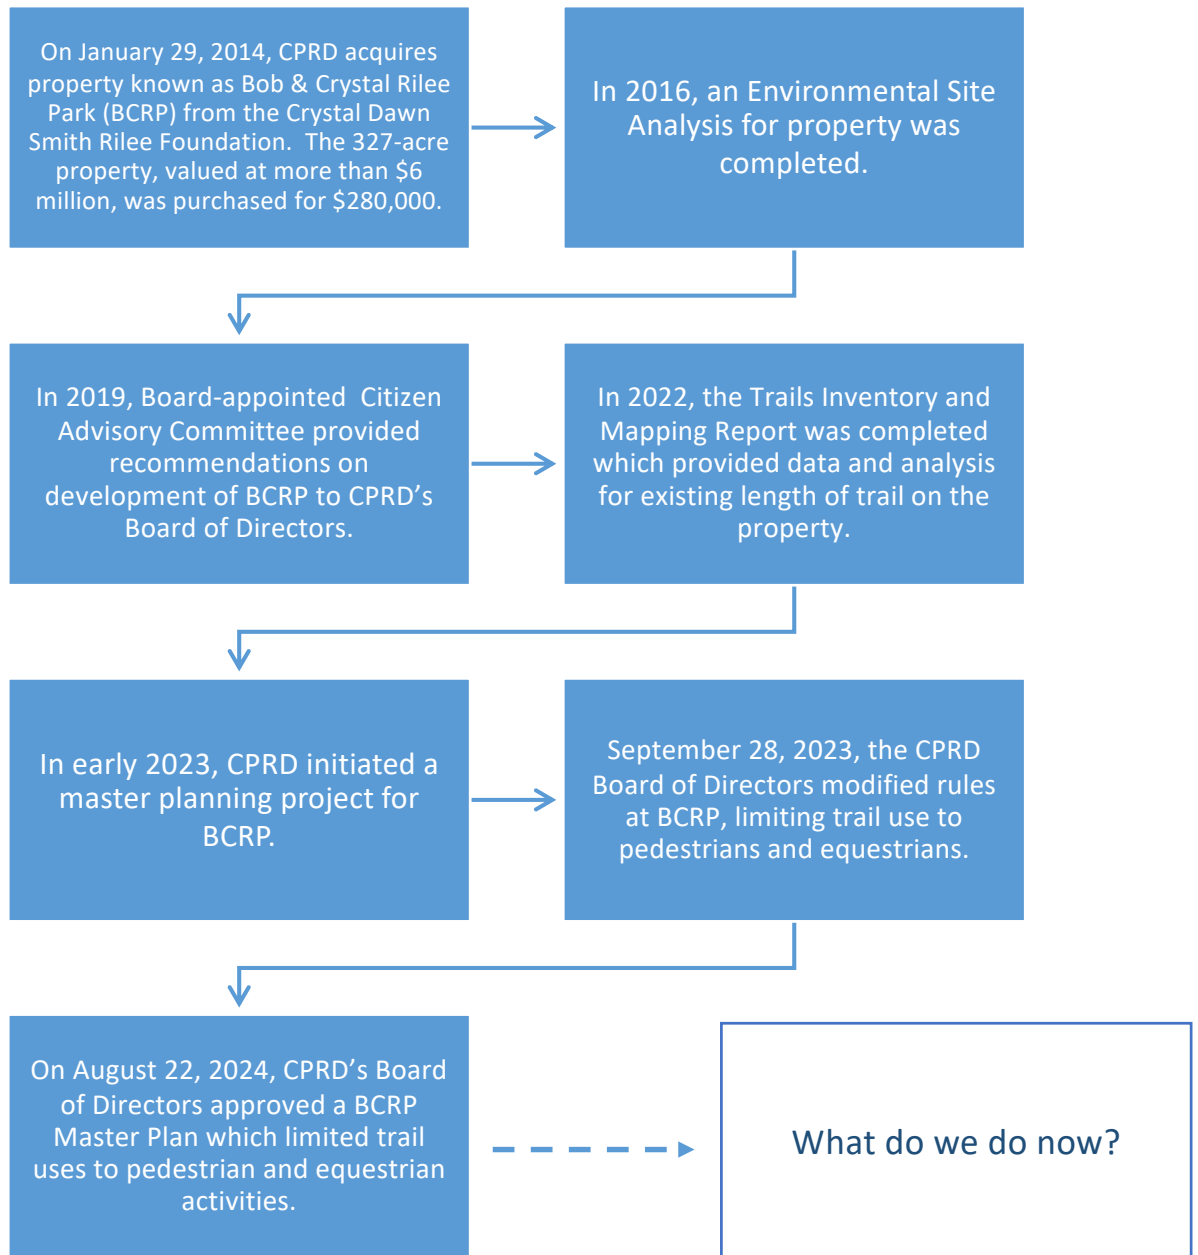 On January 29, 2014, CPRD acquires
property known as Bob & Crystal Rilee
Park (BCRP) from the Crystal Dawn
Smith Rilee Foundation.  The 327-acre
property, valued at more than $6
million, was purchased for $280,000.
In 2016, an Environmental Site
Analysis for property was
completed.
In 2019, Board-appointed  Citizen
Advisory Committee provided
recommendations on
development of BCRP to CPRD’s
Board of Directors.
In 2022, the Trails Inventory and
Mapping Report was completed
which provided data and analysis
for existing length of trail on the
property.
In early 2023, CPRD initiated a
master planning project for
BCRP.
September 28, 2023, the CPRD
Board of Directors modified rules
at BCRP, limiting trail use to
pedestrians and equestrians.
On August 22, 2024, CPRD’s Board
of Directors approved a BCRP
Master Plan which limited trail
uses to pedestrian and equestrian
activities.
What do we do now?